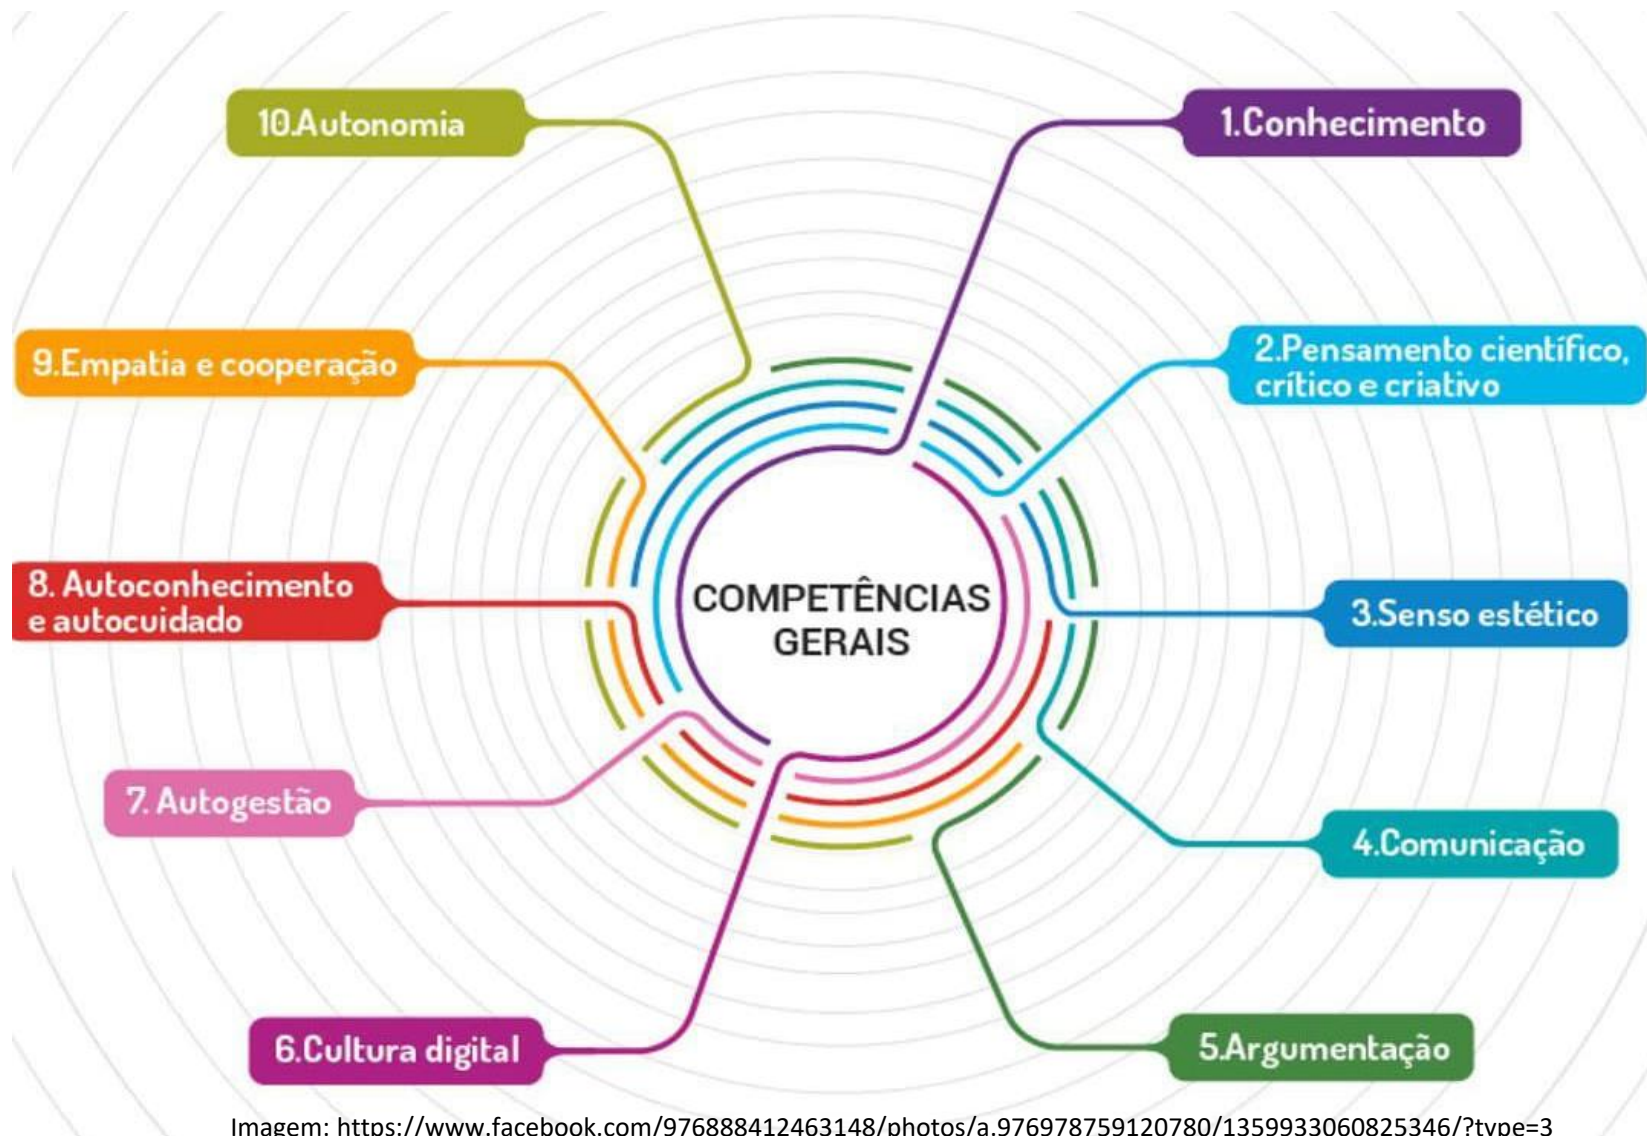 COMPETÊNCIAS
GERAIS
1.Conhecimento
2.Pensamento científico,
crítico e criativo
3.Senso estético
4.Comunicação
5.Argumentação
6.Cultura digital
7. Autogestão
8. Autoconhecimento
e autocuidado
9.Empatia e cooperação
10.Autonomia
Imagem: https://www.facebook.com/976888412463148/photos/a.976978759120780/1359933060825346/?type=3